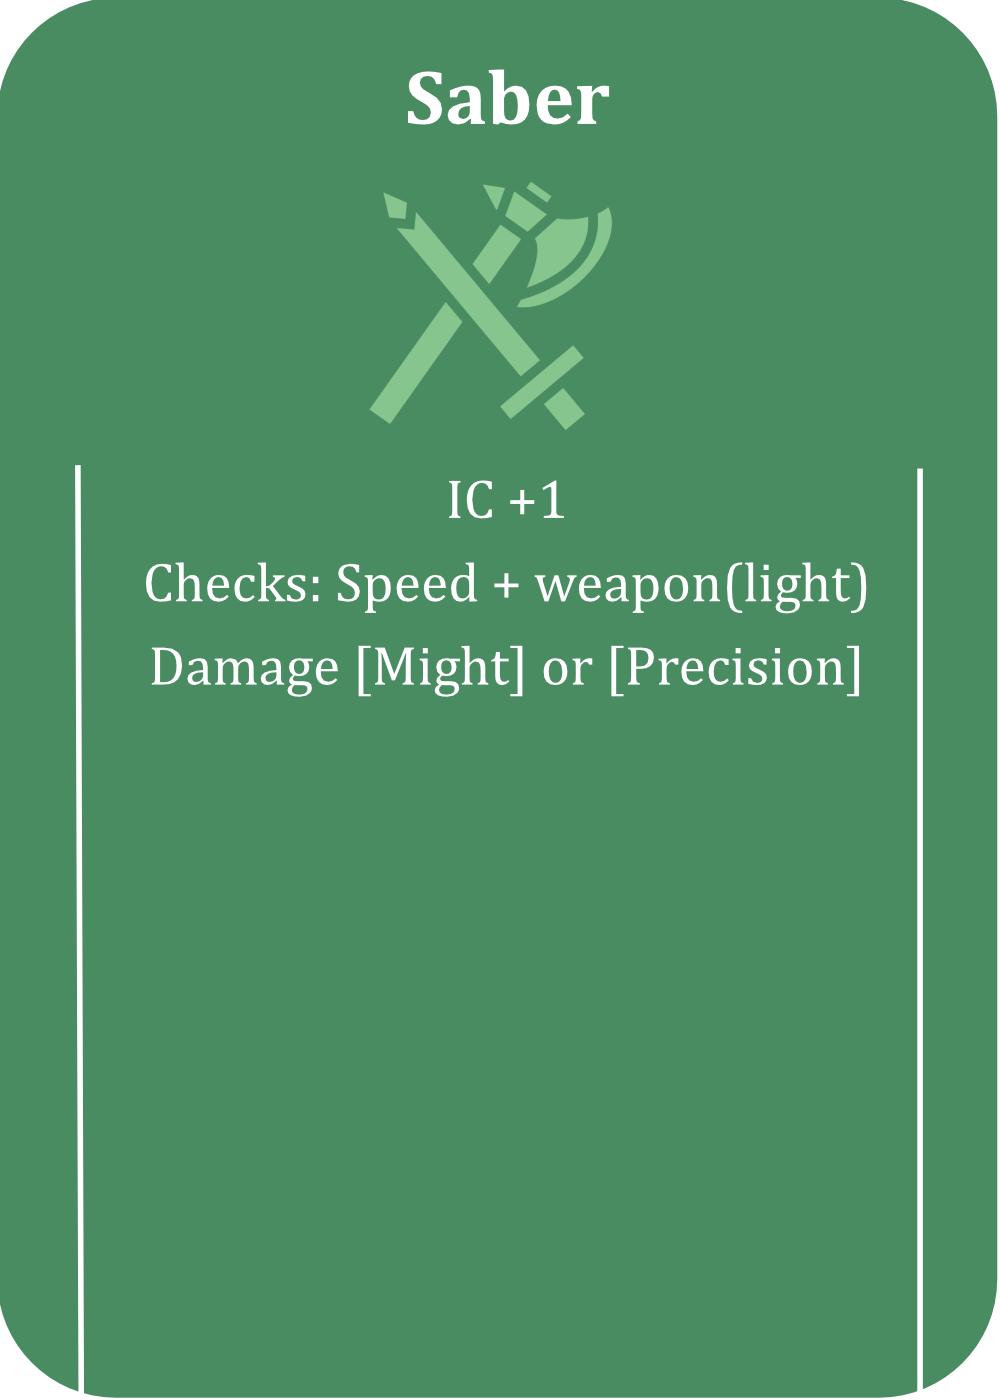 Saber
IC +1
Checks: Speed + weapon(light)
Damage [Might] or [Precision]